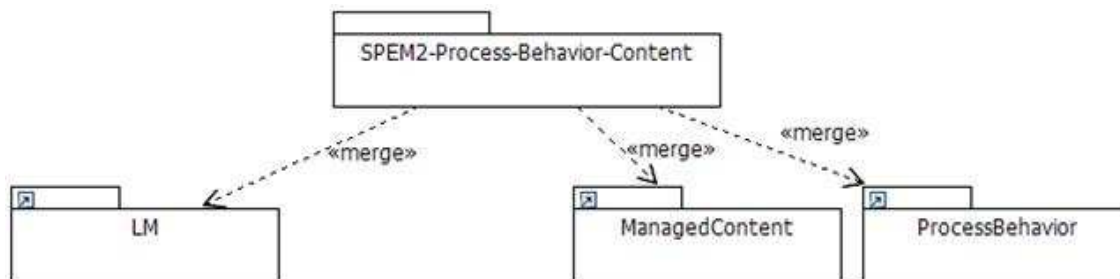 SPEM2-Process-Behavior-Content
«merge»
«merge»
«merge»
LM
ManagedContent
ProcessBehavior